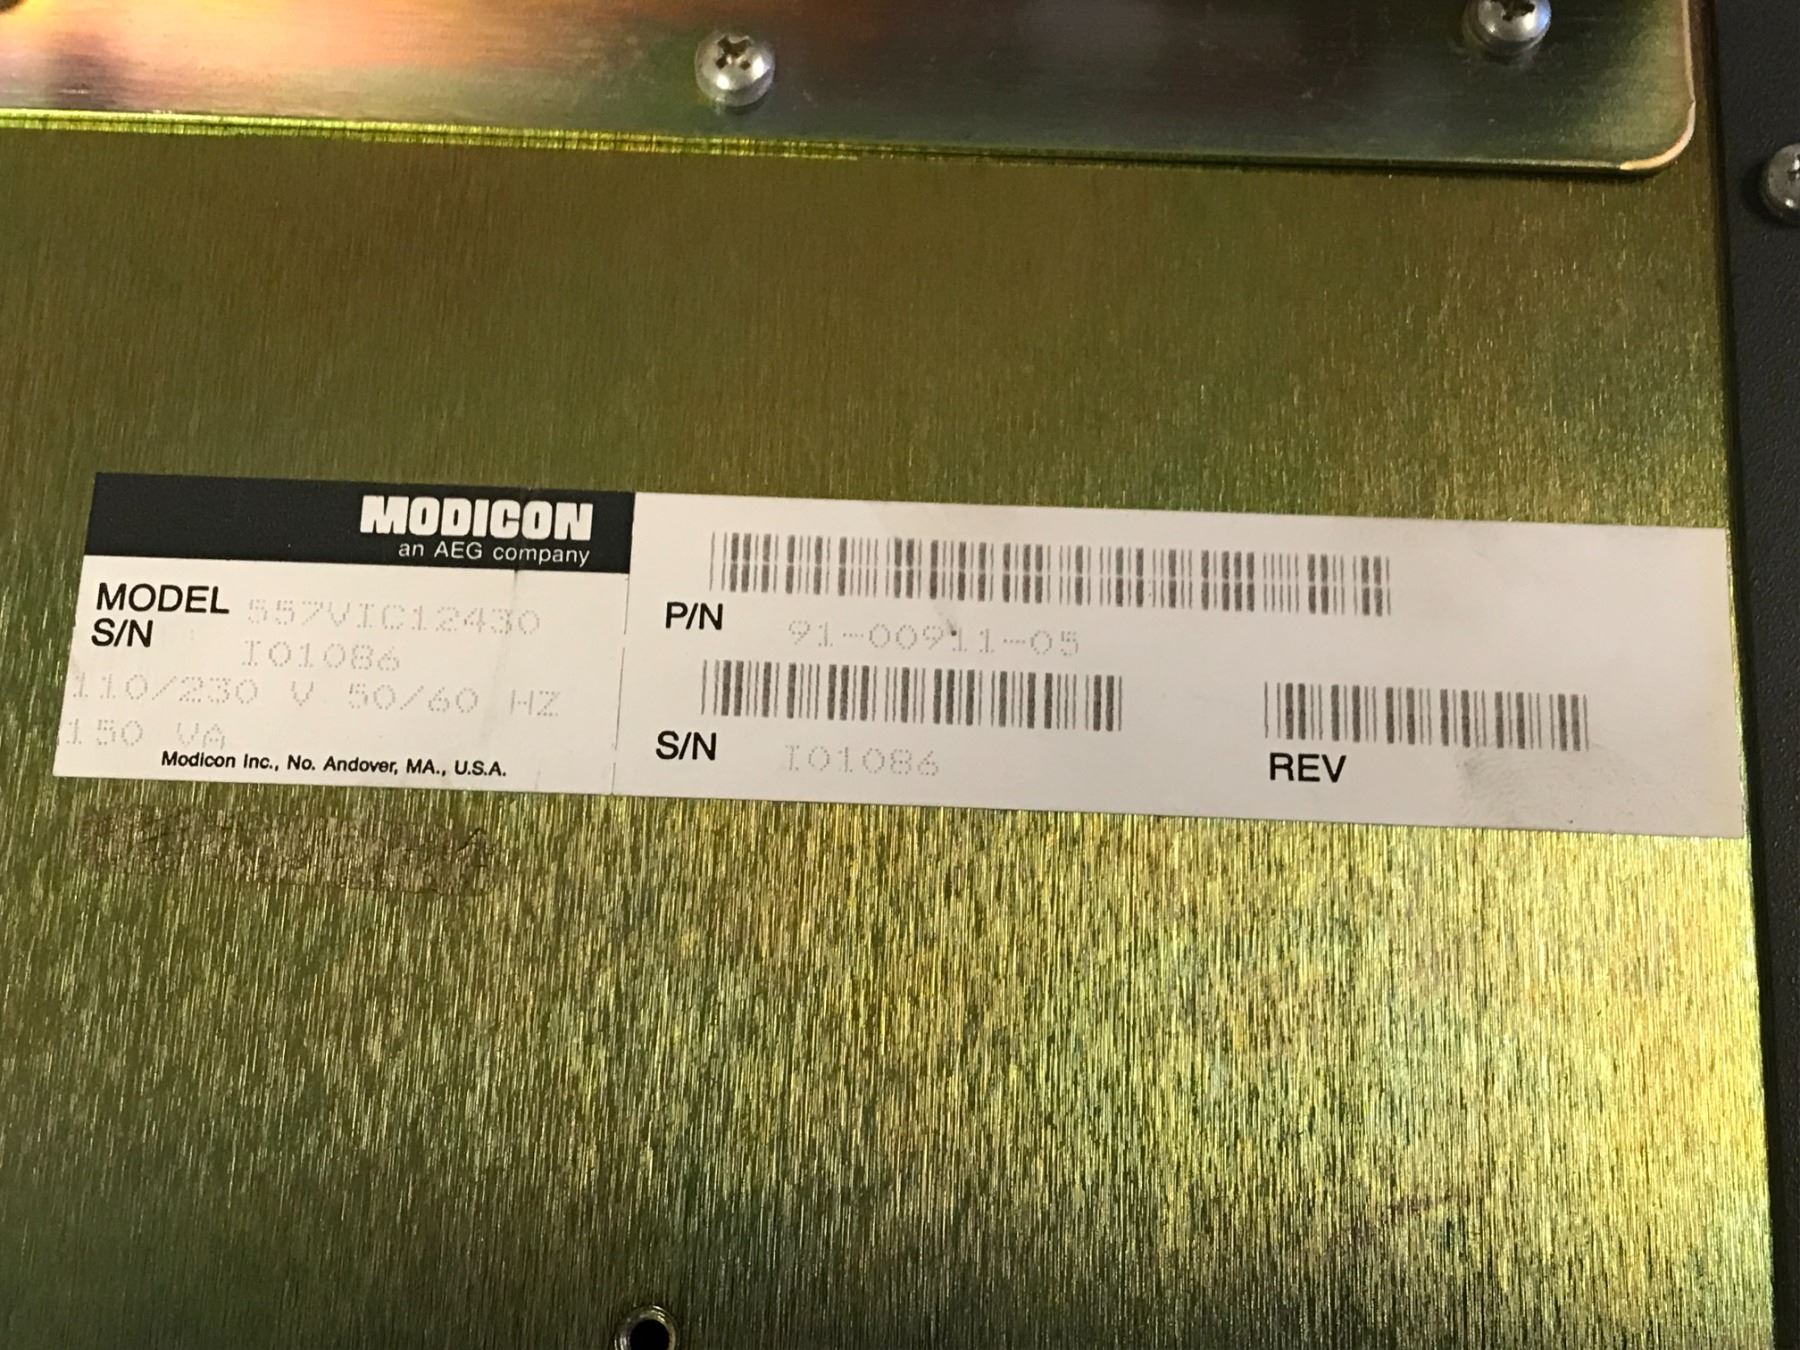 MODICON
an AEG company
MODEL 557VIC12430
S/N I01086
110/230 V 50/60 HZ
150 VA
Modicon Inc., No. Andover, MA., U.S.A.
P/N 91-00911-05
S/N I01086
REV